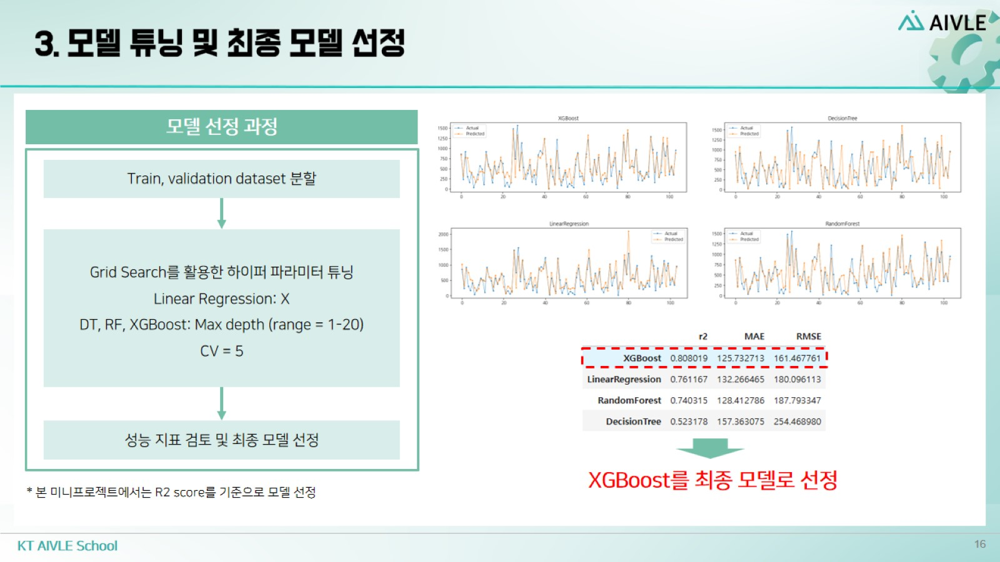 3. 모델 튜닝 및 최종 모델 선정
AIVLE
모델 선정 과정
Train, validation dataset 분할
Grid Search를 활용한 하이퍼 파라미터 튜닝
Linear Regression: X
DT, RF, XGBoost: Max depth (range = 1-20)
CV = 5
성능 지표 검토 및 최종 모델 선정
* 본 미니프로젝트에서는 R2 score를 기준으로 모델 선정
XGBoost
Actual
Predicted
1500
1250
1000
750
500
250
0
0 20 40 60 80 100
DecisionTree
Actual
Predicted
1500
1250
1000
750
500
250
0
0 20 40 60 80 100
LinearRegression
Actual
Predicted
2000
1500
1000
500
0
0 20 40 60 80 100
RandomForest
Actual
Predicted
1500
1250
1000
750
500
250
0
0 20 40 60 80 100
r2 MAE RMSE
XGBoost 0.808019 125.732713 161.467761
LinearRegression 0.761167 132.266465 180.096113
RandomForest 0.740315 128.412786 187.793347
DecisionTree 0.523178 157.363075 254.468980
XGBoost를 최종 모델로 선정
KT AIVLE School
16